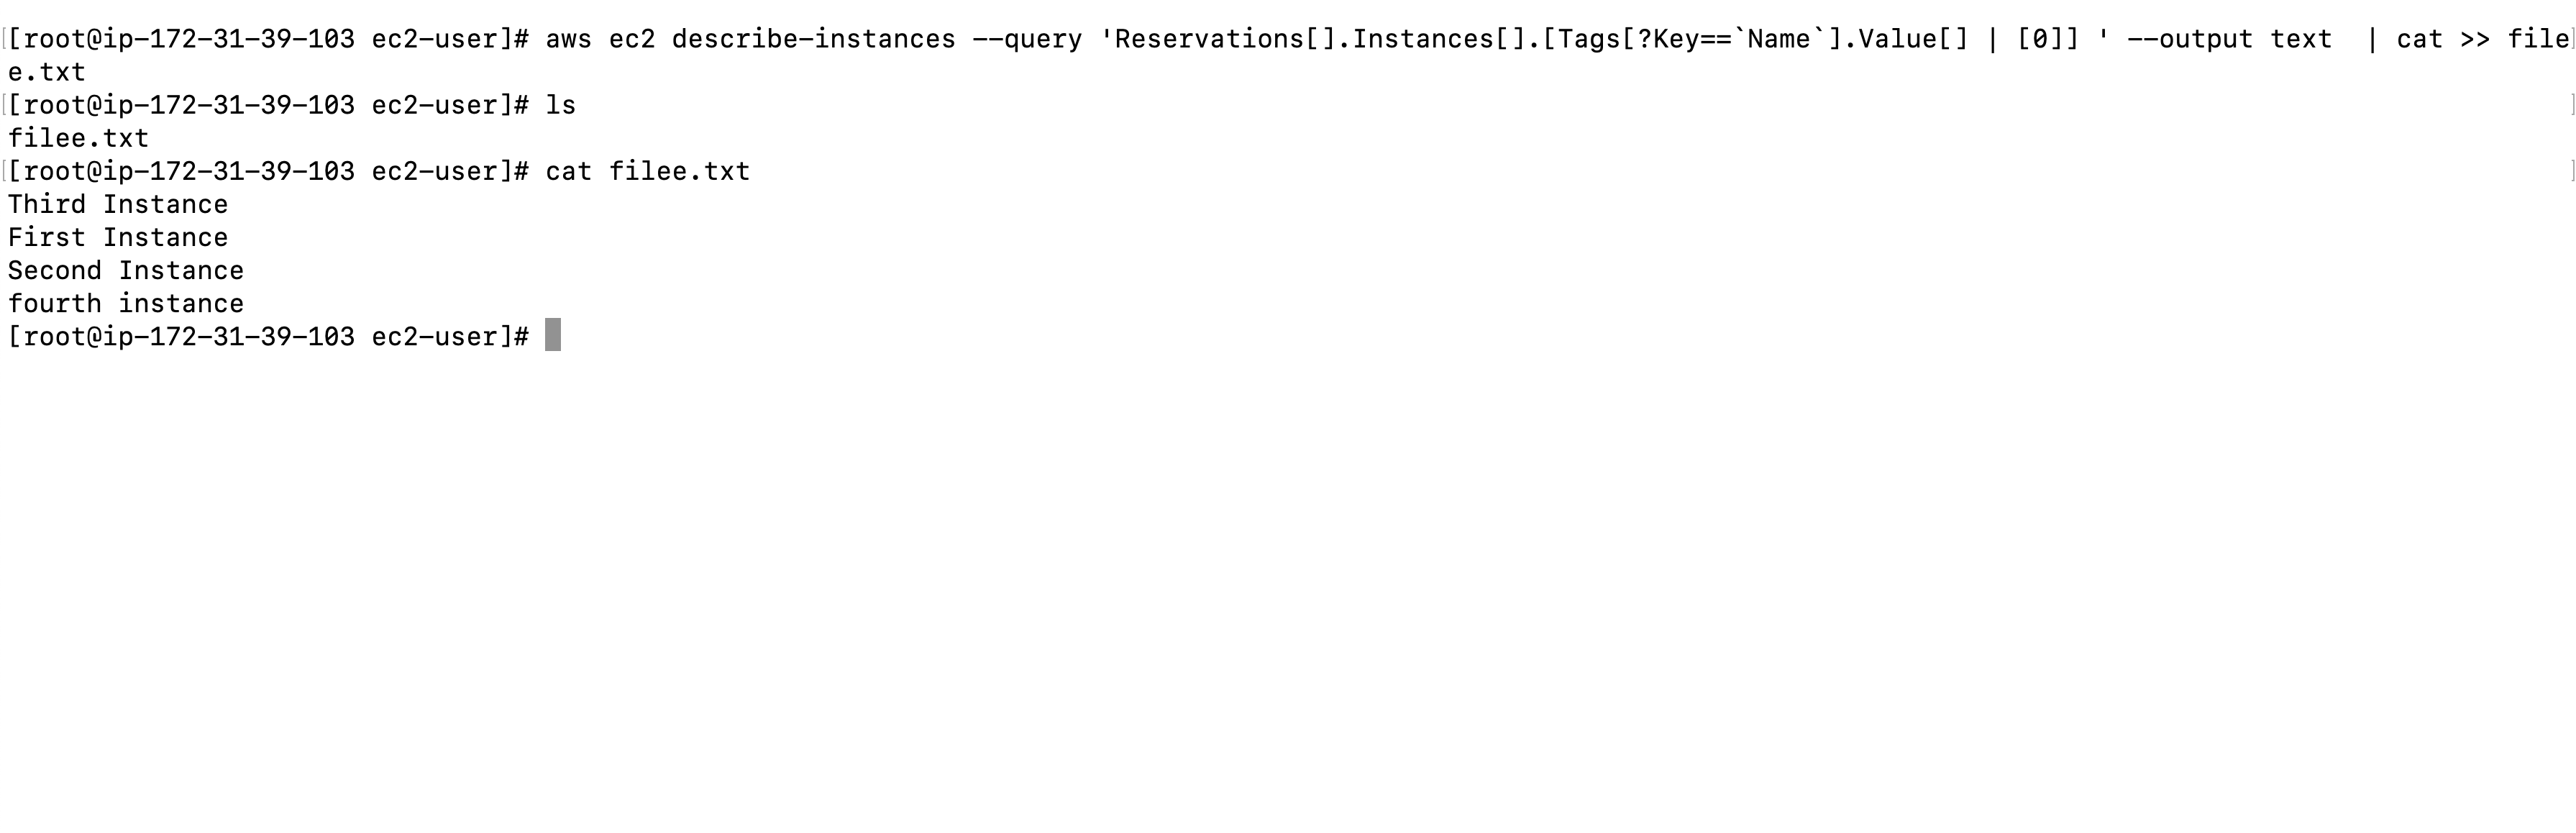 [root@ip-172-31-39-103 ec2-user]# aws ec2 describe-instances --query 'Reservations[].Instances[].[Tags[?Key==`Name`].Value[] | [0]] ' --output text  | cat >> file
e.txt
[root@ip-172-31-39-103 ec2-user]# ls
filee.txt
[root@ip-172-31-39-103 ec2-user]# cat filee.txt
Third Instance
First Instance
Second Instance
fourth instance
[root@ip-172-31-39-103 ec2-user]#